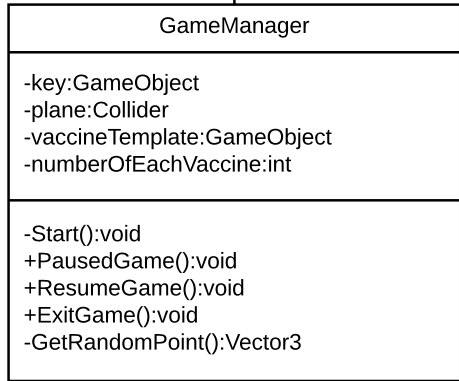 GameManager
-key:GameObject
-plane:Collider
-vaccineTemplate:GameObject
-numberOfEachVaccine:int
-Start():void
+PausedGame():void
+ResumeGame():void
+ExitGame():void
-GetRandomPoint():Vector3